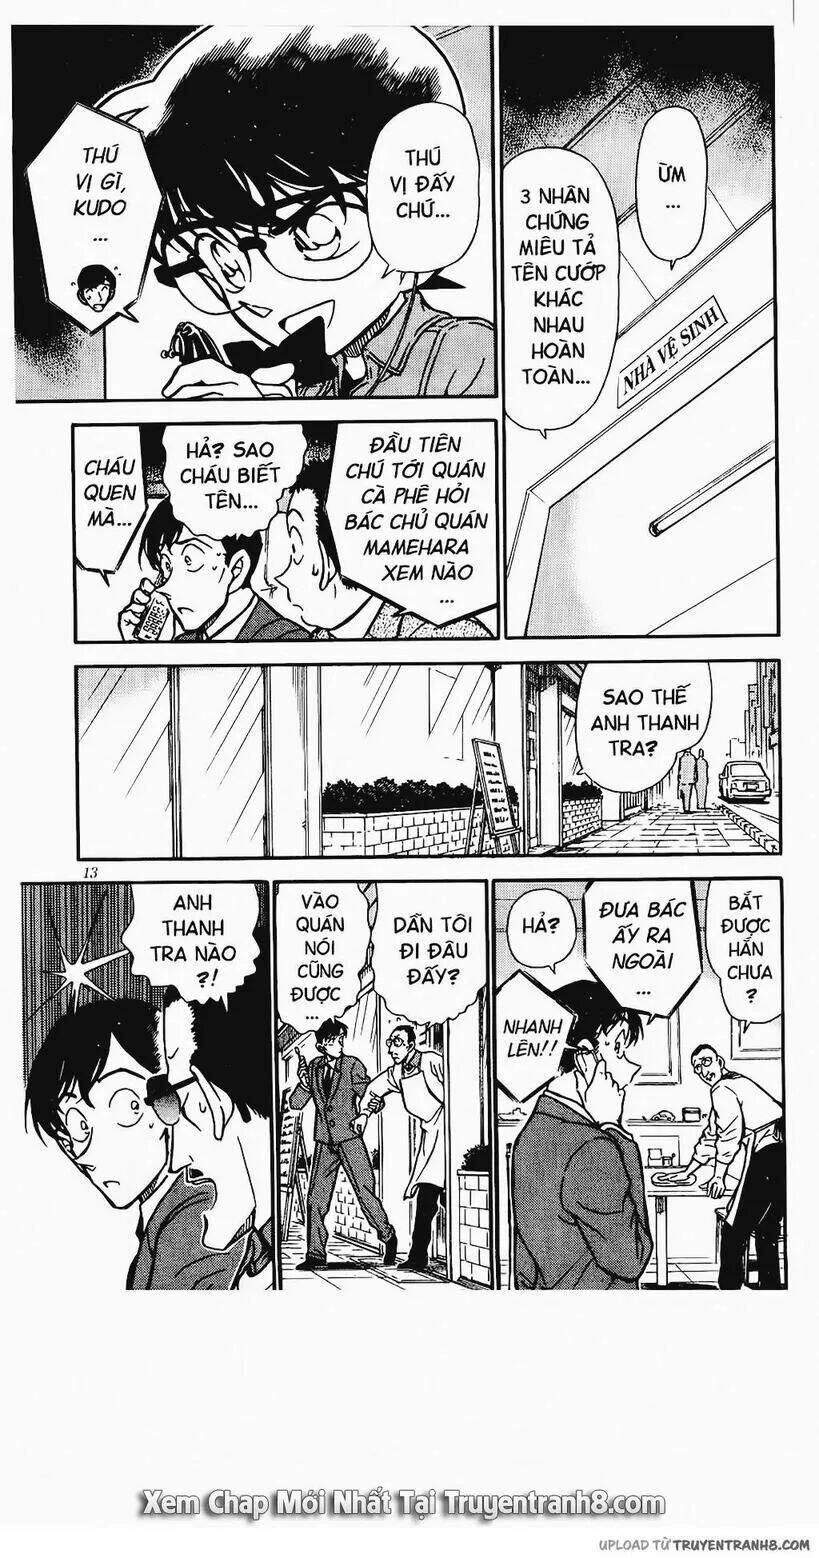 ỪM
...
3 NHÂN
CHỨNG
MIÊU TẢ
TÊN CƯỚP
KHÁC
NHAU
HOÀN
TOÀN...
NHÀ VỆ SINH
THÚ
VỊ ĐẤY
CHỨ...
THÚ
VỊ GÌ,
KUDO
...
ĐẦU TIÊN
CHÚ TỚI QUÁN
CÀ PHÊ HỎI
BÁC CHỦ QUÁN
MAMEHARA
XEM NÀO
...
HẢ? SAO
CHÁU BIẾT
TÊN...
CHÁU
QUEN
MÀ...
SAO THẾ
ANH THANH
TRA?
13
BẮT
ĐƯỢC
HẮN
CHƯA
?
ĐƯA BÁC
ẤY RA
NGOÀI
...
HẢ?
NHANH
LÊN!!
DẪN TÔI
ĐI ĐÂU
ĐẤY?
VÀO
QUÁN
NÓI
CŨNG
ĐƯỢC
...
ANH
THANH
TRA NÀO
?!
Xem Chap Mới Nhất Tại Truyentranh8.com
UPLOAD TỪ TRUYENTRANH8.COM